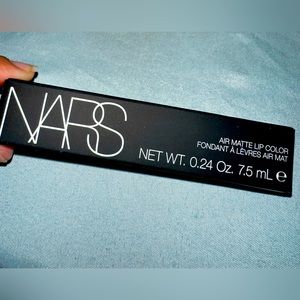 NARS
AIR MATTE LIP COLOR
FONDANT À LÈVRES AIR MAT
NET WT. 0.24 Oz. 7.5 mL ℮